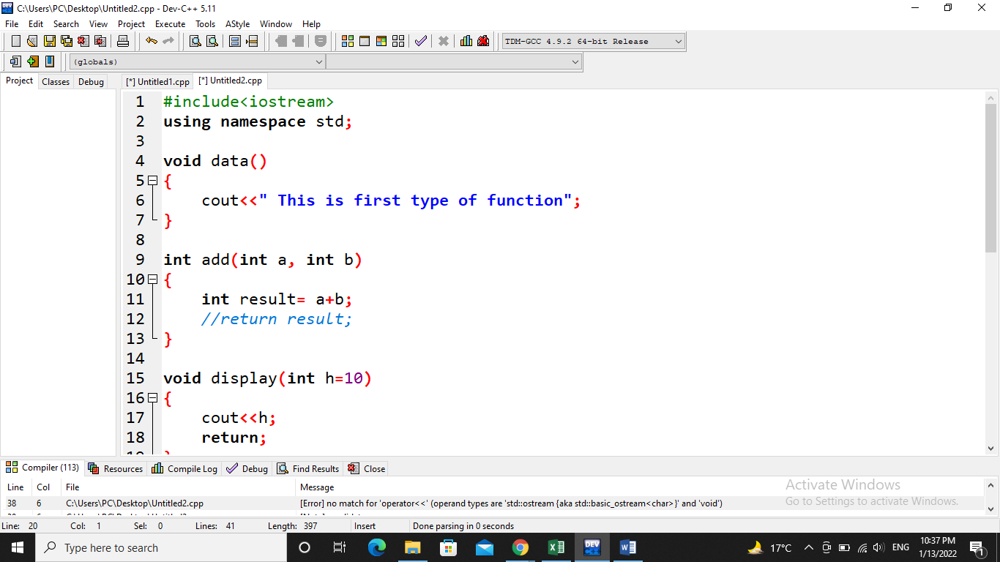 C:\Users\PC\Desktop\Untitled2.cpp - Dev-C++ 5.11
File Edit Search View Project Execute Tools AStyle Window Help
TDM-GCC 4.9.2 64-bit Release
(globals)
Project Classes Debug [*] Untitled1.cpp [*] Untitled2.cpp
1 #include<iostream>
2 using namespace std;
3
4 void data()
5 {
6 cout<<" This is first type of function";
7 }
8
9 int add(int a, int b)
10 {
11 int result= a+b;
12 //return result;
13 }
14
15 void display(int h=10)
16 {
17 cout<<h;
18 return;
Compiler (113) Resources Compile Log Debug Find Results Close
Line Col File Message
38 6 C:\Users\PC\Desktop\Untitled2.cpp [Error] no match for 'operator<<' (operand types are 'std::ostream {aka std::basic_ostream<char>}' and 'void')
Activate Windows
Go to Settings to activate Windows.
Line: 20 Col: 1 Sel: 0 Lines: 41 Length: 397 Insert Done parsing in 0 seconds
Type here to search
17°C ENG 10:37 PM
1/13/2022
1